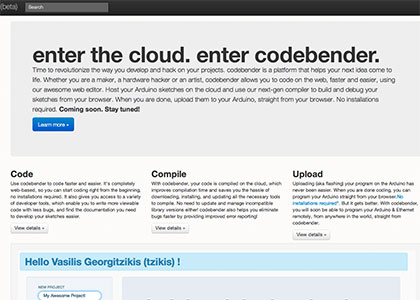 (beta)
Search
enter the cloud. enter codebender.
Time to revolutionize the way you develop and hack on your projects. codebender is a platform that helps your next idea come to
life. Whether you are a maker, a hardware hacker or an artist, codebender allows you to code on the web, faster and easier, using
our awesome web editor. Host your Arduino sketches on the cloud and use our next-gen compiler to build and debug your
sketches from your browser. When you are done, upload them to your Arduino, straight from your browser. No installations
required. Coming soon. Stay tuned!
Learn more »
Code
Use codebender to code faster and easier. It's completely
web-based, so you can start coding right from the beginning,
no installations required. It also gives you access to a variety
of developer tools, which enable you to write more viewable
code with less bugs, and find the documentation you need
to develop your sketches easier.
View details »
Compile
With codebender, your code is compiled on the cloud, which
improves compilation time and saves you the hassle of
downloading, installing, and updating all the necessary tools
to compile. No need to update and manage incompatible
library versions either! codebender also helps you eliminate
bugs faster by providing improved error reporting!
View details »
Upload
Uploading (aka flashing) your program on the Arduino has
never been easier. When you are done coding, you can
program your Arduino straight from your browser. No
installations required*. But it gets better. With codebender,
you will soon be able to program your Arduino & Ethernet
remotely, from anywhere in the world, straight from
codebender.
View details »
Hello Vasilis Georgitzikis (tzikis) !
NEW PROJECT
My Awesome Project!